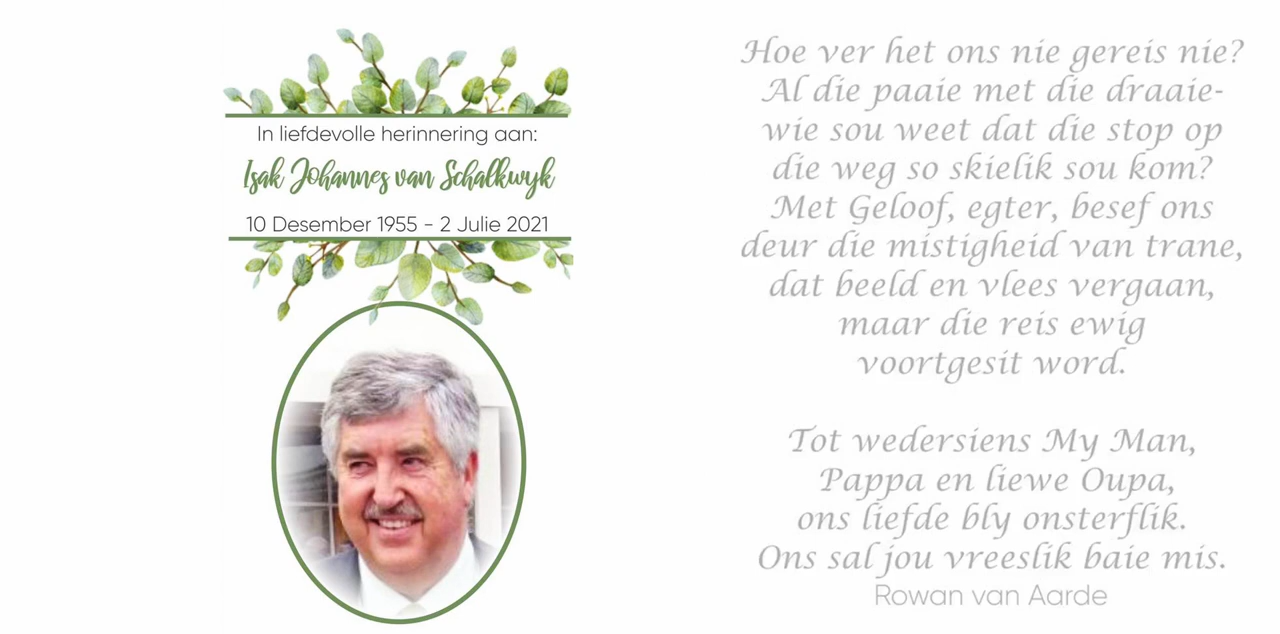 In liefdevolle herinnering aan:
Isak Johannes van Schalkwyk
10 Desember 1955 - 2 Julie 2021
Hoe ver het ons nie gereis nie?
Al die paaie met die draaie-
wie sou weet dat die stop op
die weg so skielik sou kom?
Met Geloof, egter, besef ons
deur die mistigheid van trane,
dat beeld en vlees vergaan,
maar die reis ewig
voortgesit word.
Tot wedersiens My Man,
Pappa en liewe Oupa,
ons liefde bly onsterflik.
Ons sal jou vreeslik baie mis.
Rowan van Aarde